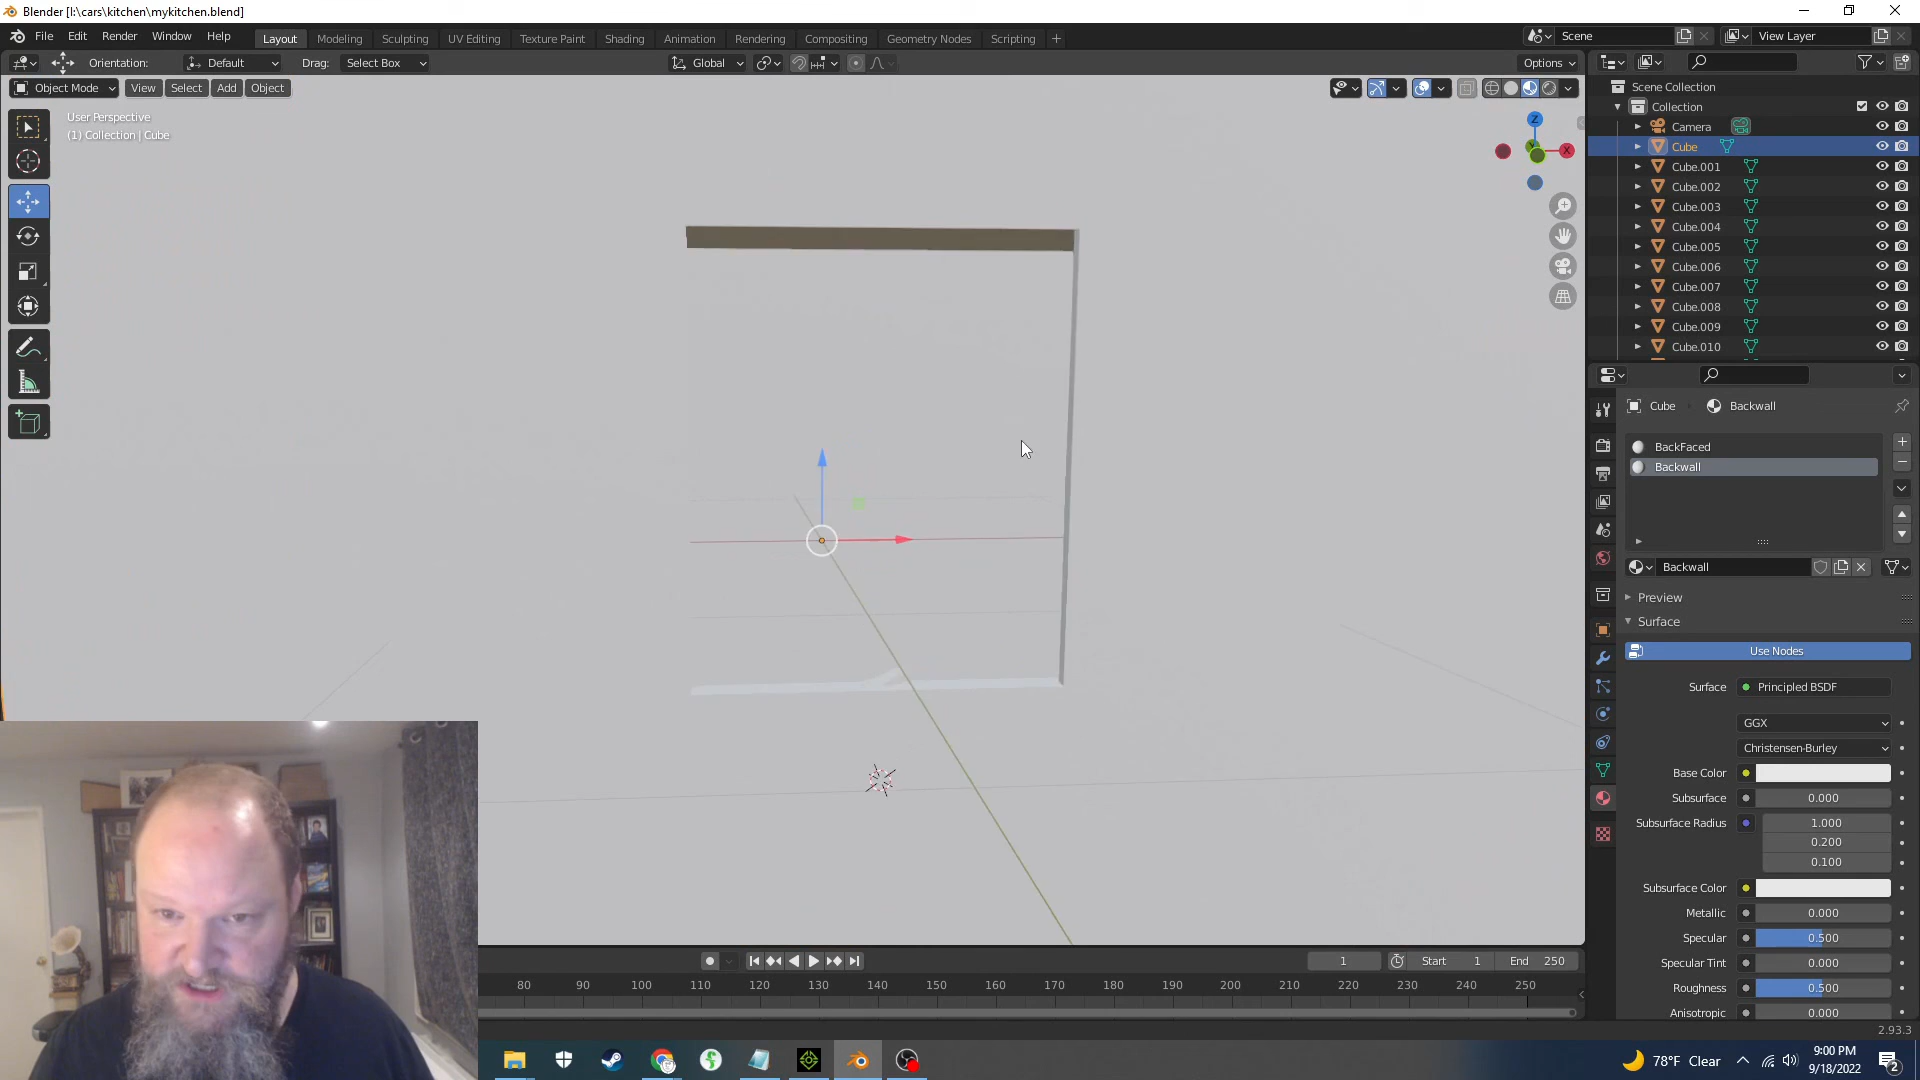 Blender [I:\cars\kitchen\mykitchen.blend]
File Edit Render Window Help
Layout Modeling Sculpting UV Editing Texture Paint Shading Animation Rendering Compositing Geometry Nodes Scripting +
Scene
View Layer
Orientation: Default Drag: Select Box
Global
Options
Object Mode View Select Add Object
User Perspective
(1) Collection | Cube
Z
X
Scene Collection
Collection
Camera
Cube
Cube.001
Cube.002
Cube.003
Cube.004
Cube.005
Cube.006
Cube.007
Cube.008
Cube.009
Cube.010
Cube Backwall
BackFaced
Backwall
Backwall
Preview
Surface
Use Nodes
Surface Principled BSDF
GGX
Christensen-Burley
Base Color
Subsurface 0.000
Subsurface Radius 1.000
0.200
0.100
Subsurface Color
Metallic 0.000
Specular 0.500
Specular Tint 0.000
Roughness 0.500
Anisotropic 0.000
1 Start 1 End 250
80 90 100 110 120 130 140 150 160 170 180 190 200 210 220 230 240 250
2.93.3
78°F Clear
9:00 PM
9/18/2022
2